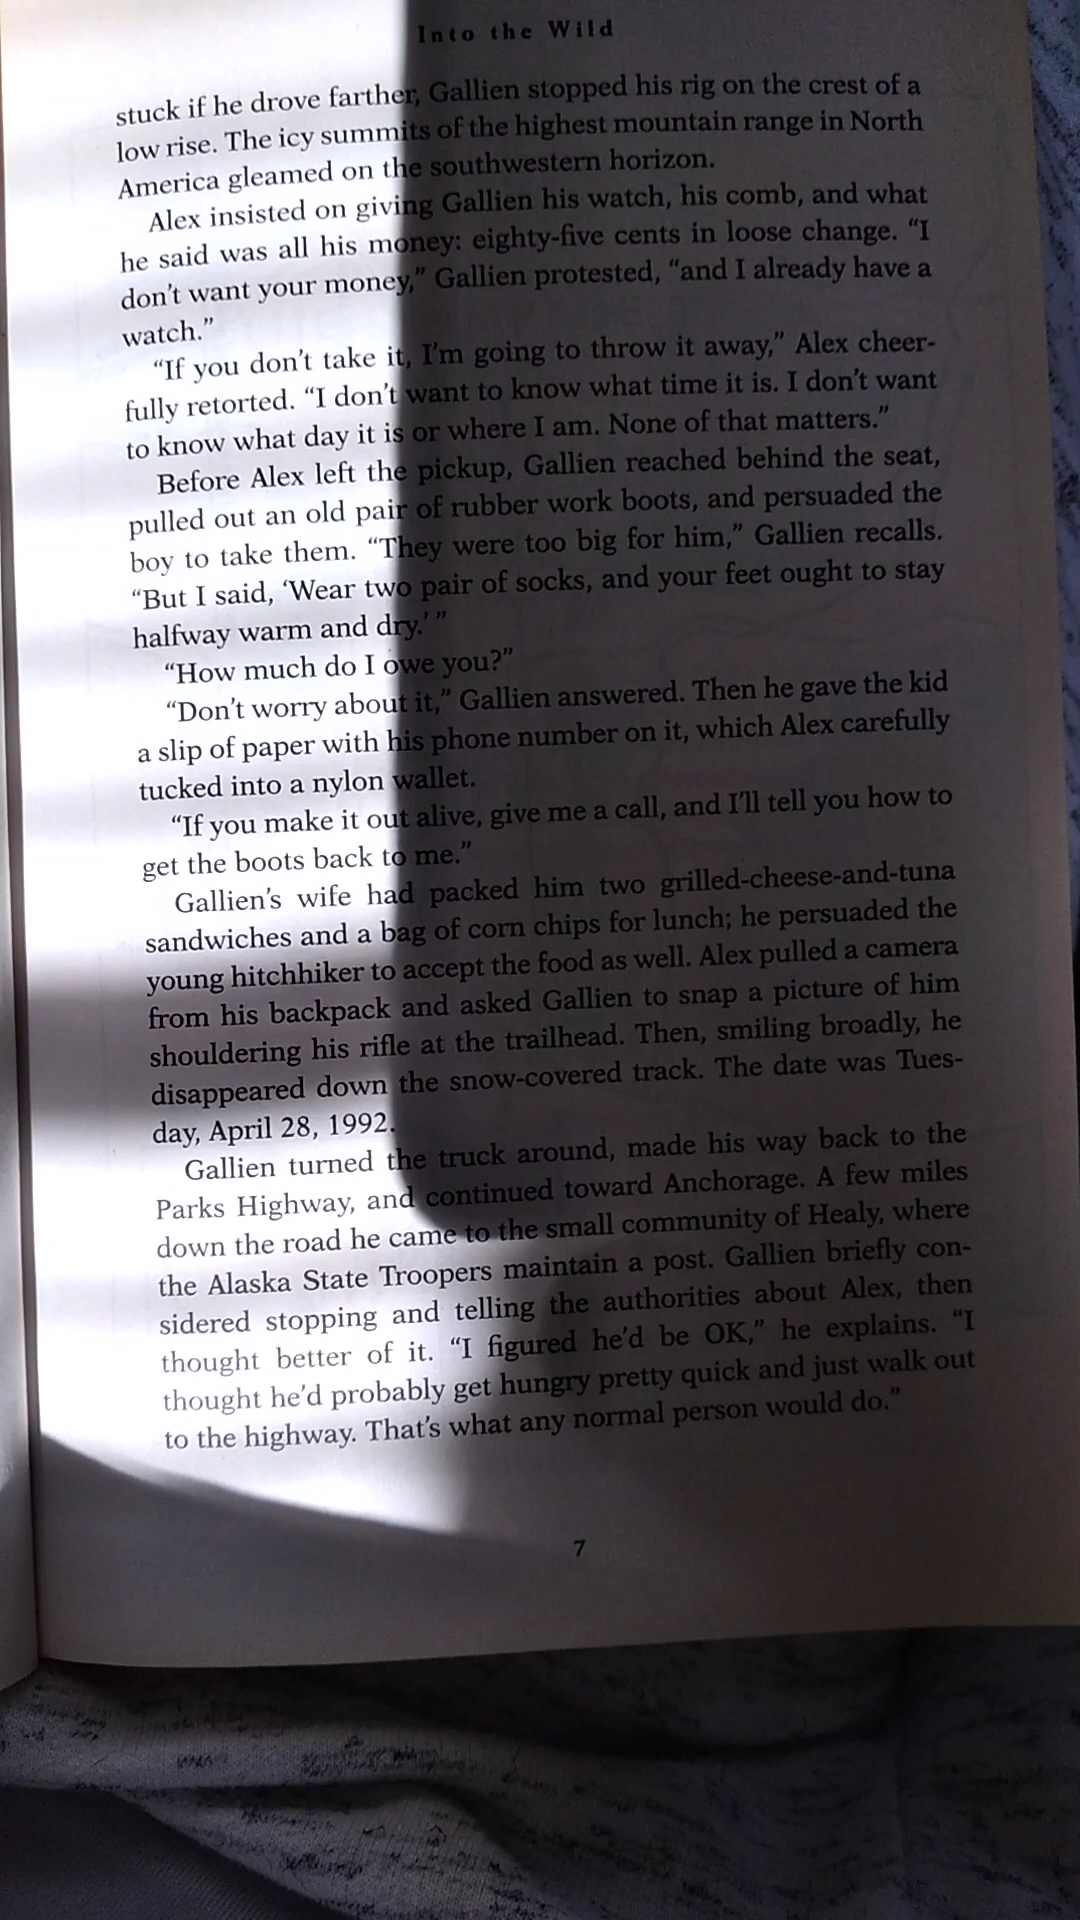 Into the Wild
stuck if he drove farther, Gallien stopped his rig on the crest of a
low rise. The icy summits of the highest mountain range in North
America gleamed on the southwestern horizon.
Alex insisted on giving Gallien his watch, his comb, and what
he said was all his money: eighty-five cents in loose change. “I
don’t want your money,” Gallien protested, “and I already have a
watch.”
“If you don’t take it, I’m going to throw it away,” Alex cheer-
fully retorted. “I don’t want to know what time it is. I don’t want
to know what day it is or where I am. None of that matters.”
Before Alex left the pickup, Gallien reached behind the seat,
pulled out an old pair of rubber work boots, and persuaded the
boy to take them. “They were too big for him,” Gallien recalls.
“But I said, ‘Wear two pair of socks, and your feet ought to stay
halfway warm and dry.’ ”
“How much do I owe you?”
“Don’t worry about it,” Gallien answered. Then he gave the kid
a slip of paper with his phone number on it, which Alex carefully
tucked into a nylon wallet.
“If you make it out alive, give me a call, and I’ll tell you how to
get the boots back to me.”
Gallien’s wife had packed him two grilled-cheese-and-tuna
sandwiches and a bag of corn chips for lunch; he persuaded the
young hitchhiker to accept the food as well. Alex pulled a camera
from his backpack and asked Gallien to snap a picture of him
shouldering his rifle at the trailhead. Then, smiling broadly, he
disappeared down the snow-covered track. The date was Tues-
day, April 28, 1992.
Gallien turned the truck around, made his way back to the
Parks Highway, and continued toward Anchorage. A few miles
down the road he came to the small community of Healy, where
the Alaska State Troopers maintain a post. Gallien briefly con-
sidered stopping and telling the authorities about Alex, then
thought better of it. “I figured he’d be OK,” he explains. “I
thought he’d probably get hungry pretty quick and just walk out
to the highway. That’s what any normal person would do.”
7